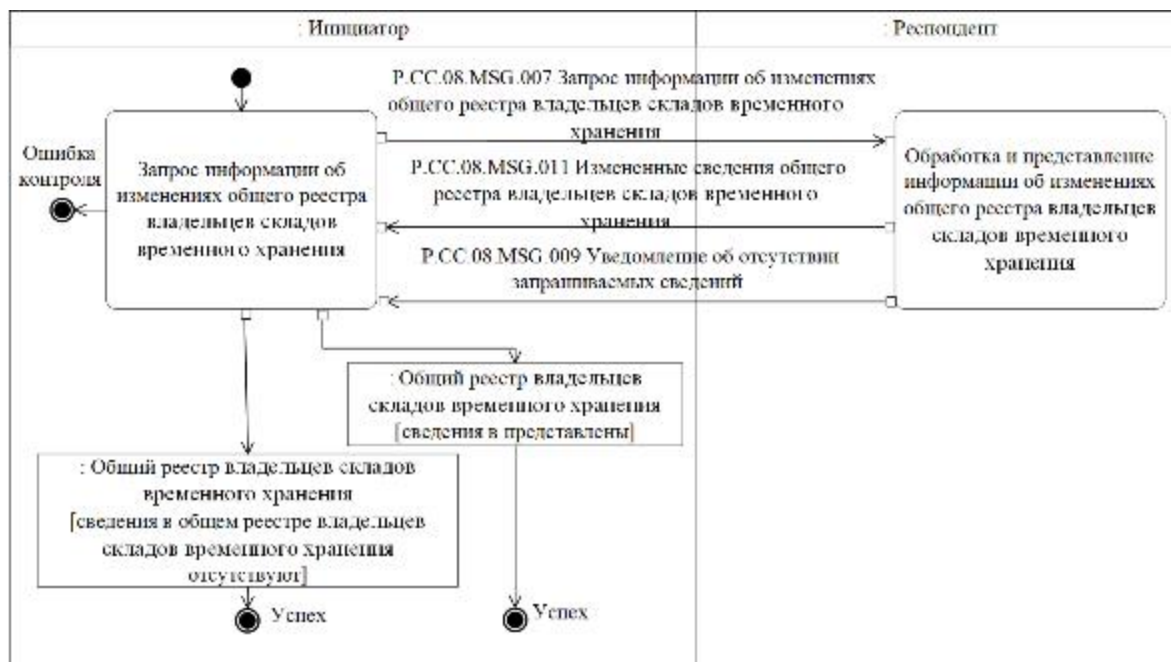 : Инициатор
: Респондент
P.CC.08.MSG.007 Запрос информации об изменениях
общего реестра владельцев складов временного
хранения
Ошибка
контроля
Запрос информации об
изменениях общего реестра
владельцев складов
временного хранения
P.CC.08.MSG.011 Измененные сведения общего
реестра владельцев складов временного
хранения
P.CC.08.MSG.009 Уведомление об отсутствии
запрашиваемых сведений
Обработка и представление
информации об изменениях
общего реестра владельцев
складов временного
хранения
: Общий реестр владельцев
складов временного хранения
[сведения в представлены]
: Общий реестр владельцев складов
временного хранения
[сведения в общем реестре владельцев
складов временного хранения
отсутствуют]
Успех
Успех